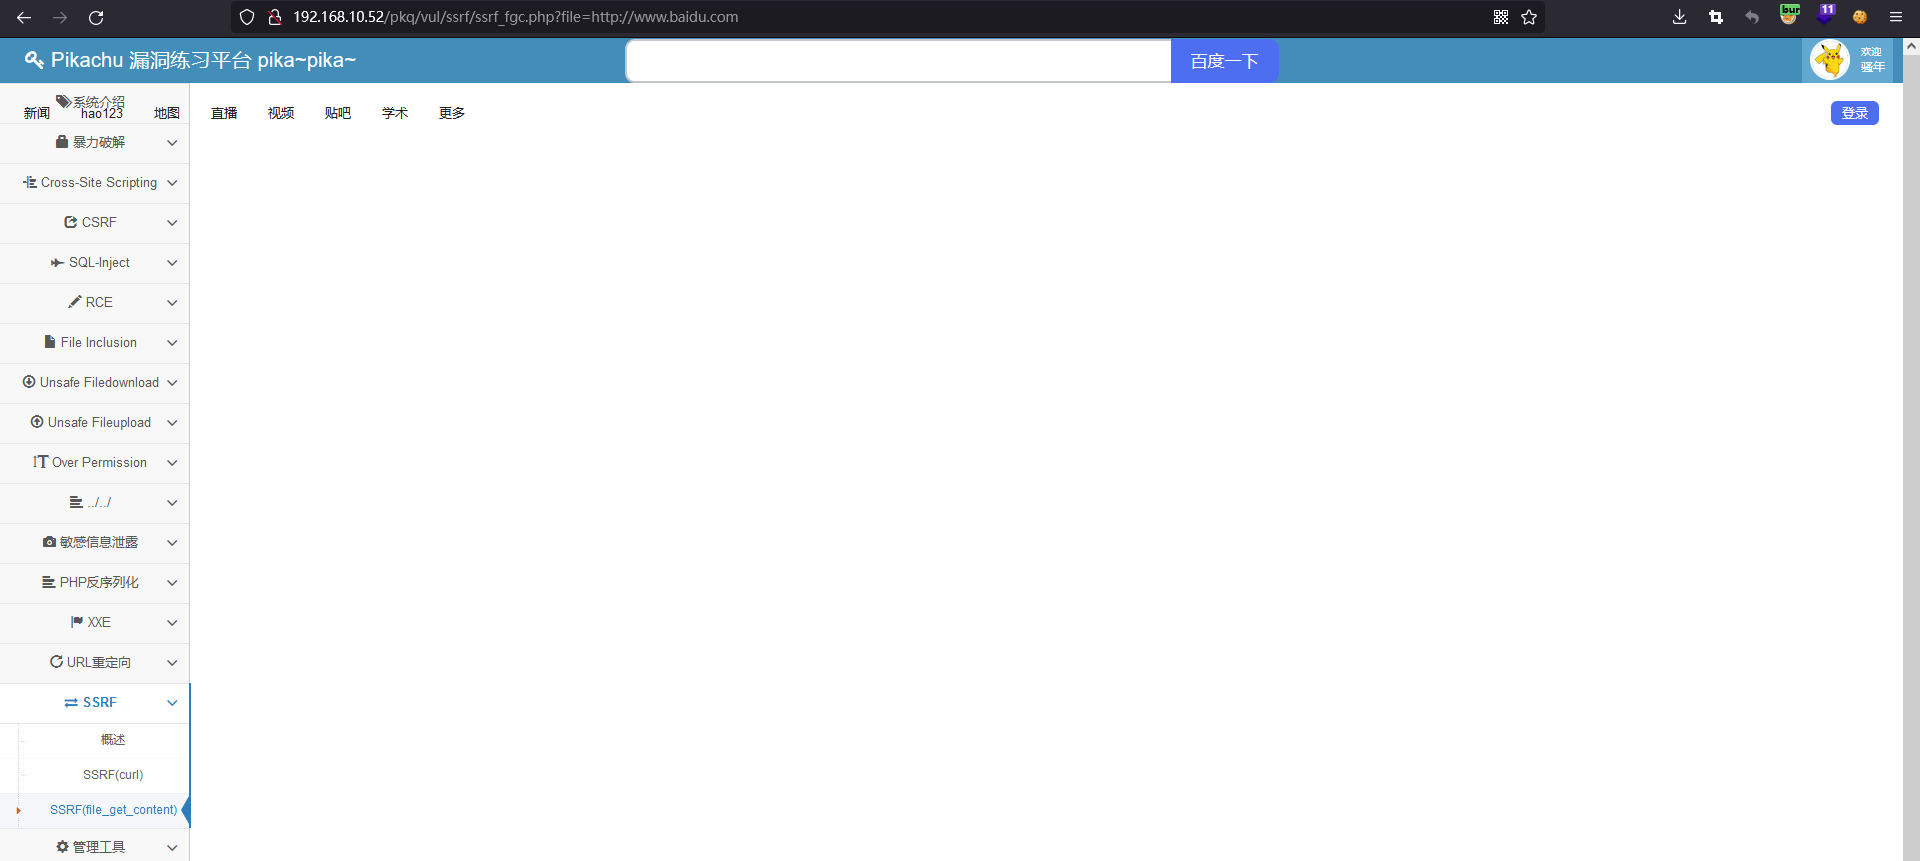 192.168.10.52/pkq/vul/ssrf/ssrf_fgc.php?file=http://www.baidu.com
bur
11
Pikachu 漏洞练习平台 pika~pika~
百度一下
欢迎
骚年
系统介绍
新闻 hao123 地图 直播 视频 贴吧 学术 更多
登录
暴力破解
Cross-Site Scripting
CSRF
SQL-Inject
RCE
File Inclusion
Unsafe Filedownload
Unsafe Fileupload
Over Permission
../../
敏感信息泄露
PHP反序列化
XXE
URL重定向
SSRF
概述
SSRF(curl)
SSRF(file_get_content)
管理工具